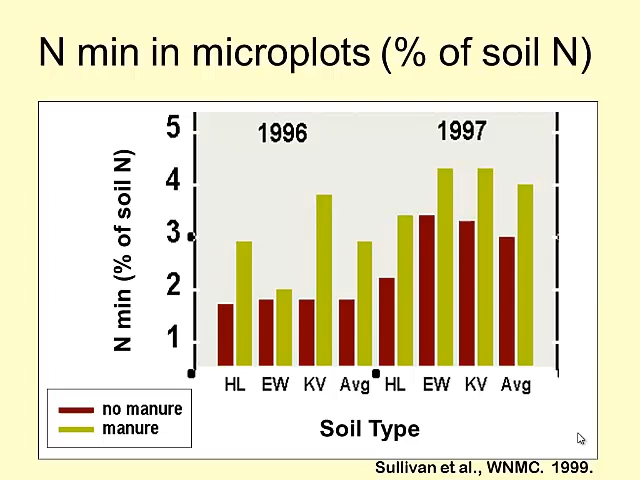 N min in microplots (% of soil N)
1996
1997
5
4
3
2
1
N min (% of soil N)
HL EW KV Avg HL EW KV Avg
no manure
manure
Soil Type
Sullivan et al., WNMC. 1999.